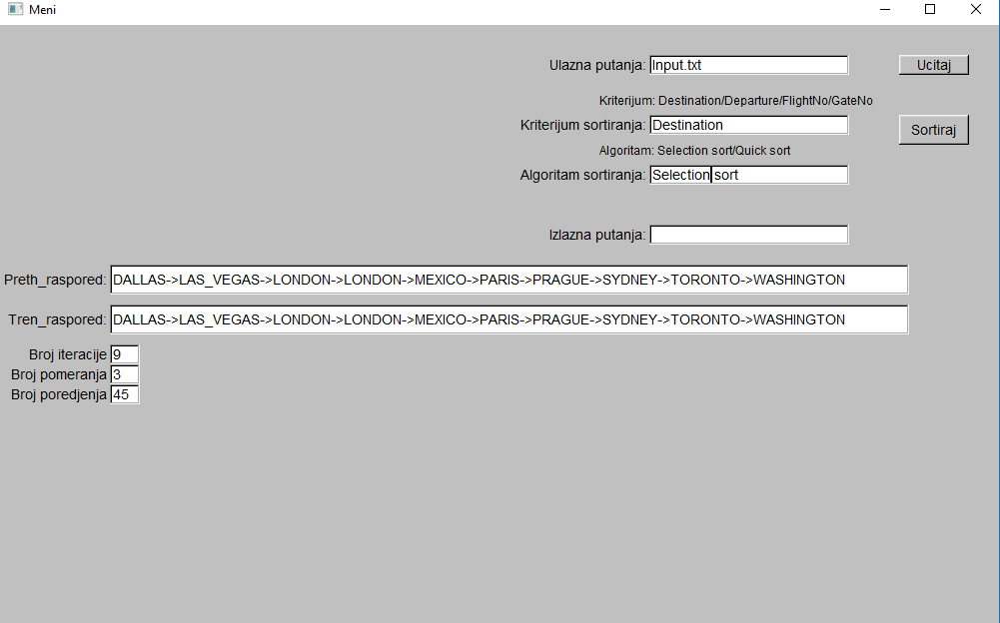 Meni
Ulazna putanja: Input.txt Ucitaj
Kriterijum: Destination/Departure/FlightNo/GateNo
Kriterijum sortiranja: Destination
Sortiraj
Algoritam: Selection sort/Quick sort
Algoritam sortiranja: Selection sort
Izlazna putanja:
Preth_raspored: DALLAS->LAS_VEGAS->LONDON->LONDON->MEXICO->PARIS->PRAGUE->SYDNEY->TORONTO->WASHINGTON
Tren_raspored: DALLAS->LAS_VEGAS->LONDON->LONDON->MEXICO->PARIS->PRAGUE->SYDNEY->TORONTO->WASHINGTON
Broj iteracije 9
Broj pomeranja 3
Broj poredjenja 45